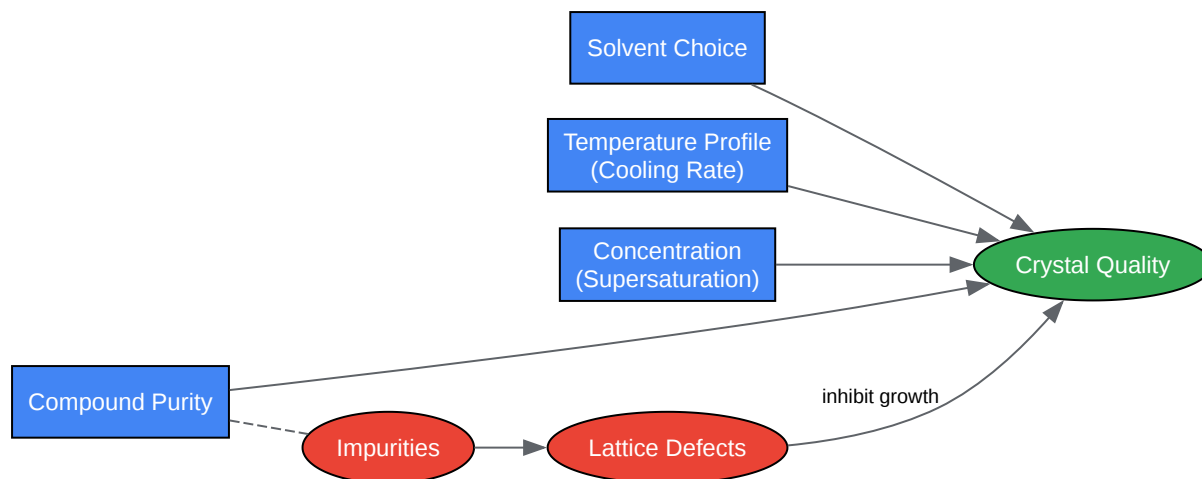 Solvent Choice
Temperature Profile
(Cooling Rate)
Concentration
(Supersaturation)
Crystal Quality
Compound Purity
inhibit growth
Impurities
Lattice Defects